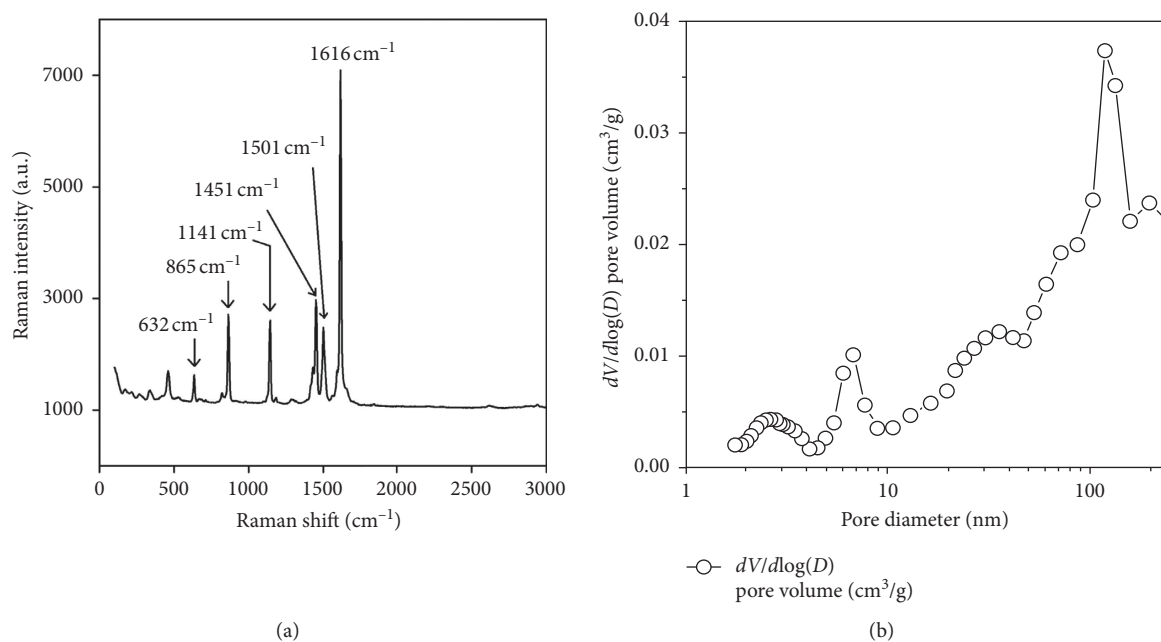 1616 cm⁻¹
1501 cm⁻¹
1451 cm⁻¹
1141 cm⁻¹
865 cm⁻¹
632 cm⁻¹
7000
5000
3000
1000
Raman intensity (a.u.)
0 500 1000 1500 2000 2500 3000
Raman shift (cm⁻¹)
(a)
0.04
0.03
0.02
0.01
0.00
dV/dlog(D) pore volume (cm³/g)
1 10 100
Pore diameter (nm)
dV/dlog(D)
pore volume (cm³/g)
(b)